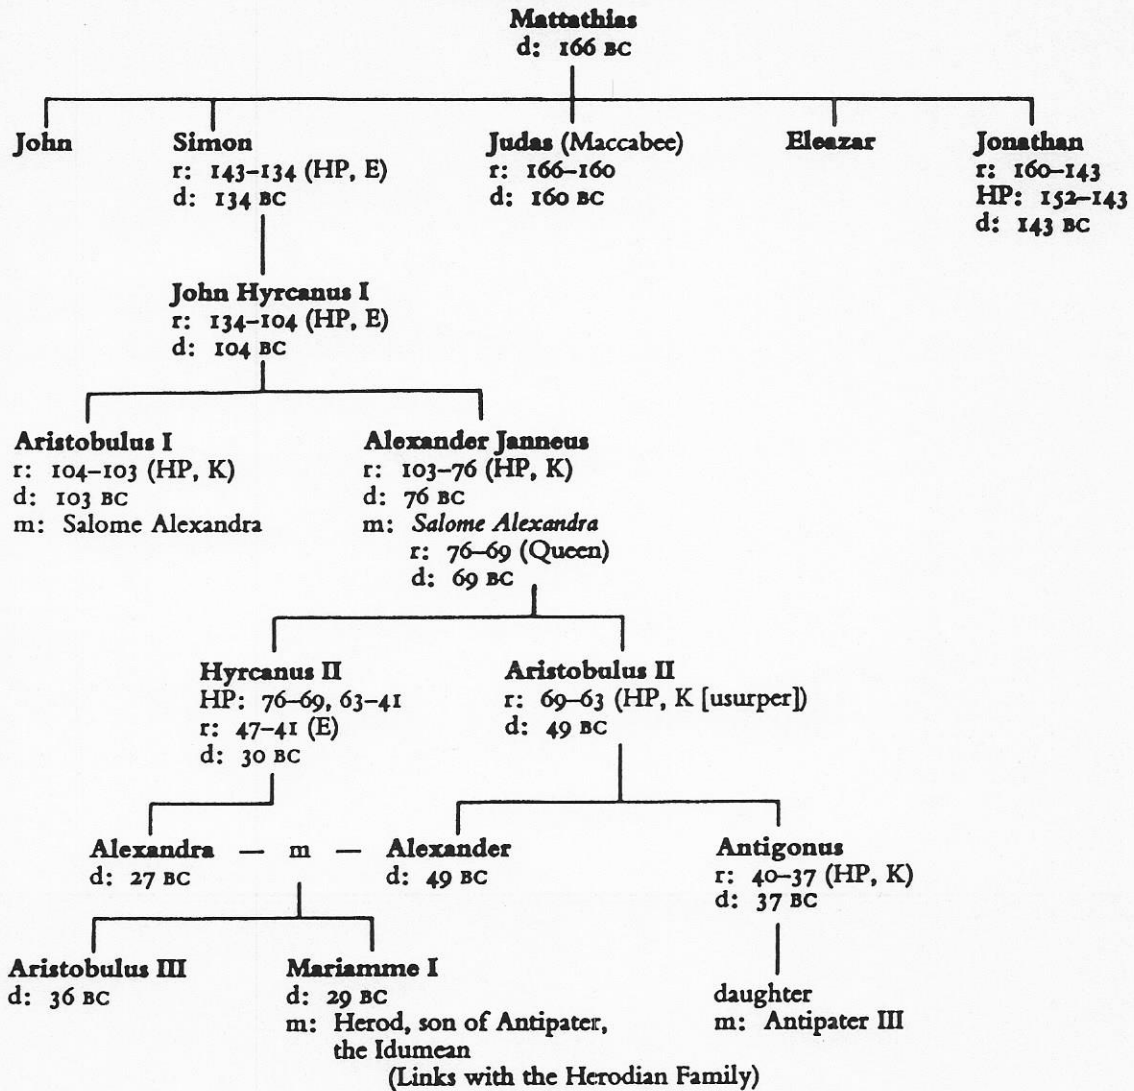 Mattathias
d: 166 BC
John
Simon
r: 143–134 (HP, E)
d: 134 BC
Judas (Maccabee)
r: 166–160
d: 160 BC
Eleazar
Jonathan
r: 160–143
HP: 152–143
d: 143 BC
John Hyrcanus I
r: 134–104 (HP, E)
d: 104 BC
Aristobulus I
r: 104–103 (HP, K)
d: 103 BC
m: Salome Alexandra
Alexander Janneus
r: 103–76 (HP, K)
d: 76 BC
m: Salome Alexandra
r: 76–69 (Queen)
d: 69 BC
Hyrcanus II
HP: 76–69, 63–41
r: 47–41 (E)
d: 30 BC
Aristobulus II
r: 69–63 (HP, K [usurper])
d: 49 BC
Alexandra — m — Alexander
d: 27 BC
d: 49 BC
Antigonus
r: 40–37 (HP, K)
d: 37 BC
Aristobulus III
d: 36 BC
Mariamme I
d: 29 BC
m: Herod, son of Antipater,
the Idumean
(Links with the Herodian Family)
daughter
m: Antipater III